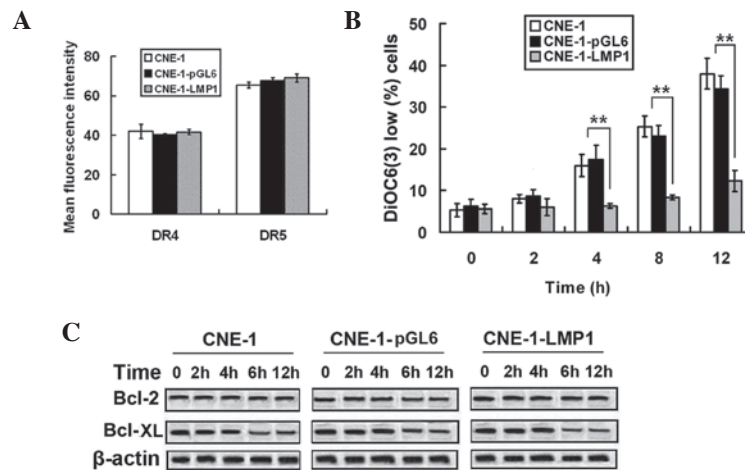 A
CNE-1
CNE-1-pGL6
CNE-1-LMP1
Mean fluorescence intensity
80
60
40
20
0
DR4
DR5
B
CNE-1
CNE-1-pGL6
CNE-1-LMP1
DiOC6(3) low (%) cells
50
40
30
20
10
0
**
**
**
0
2
4
8
12
Time (h)
C
CNE-1
CNE-1-pGL6
CNE-1-LMP1
Time
0 2h 4h 6h 12h
0 2h 4h 6h 12h
0 2h 4h 6h 12h
Bcl-2
Bcl-XL
β-actin